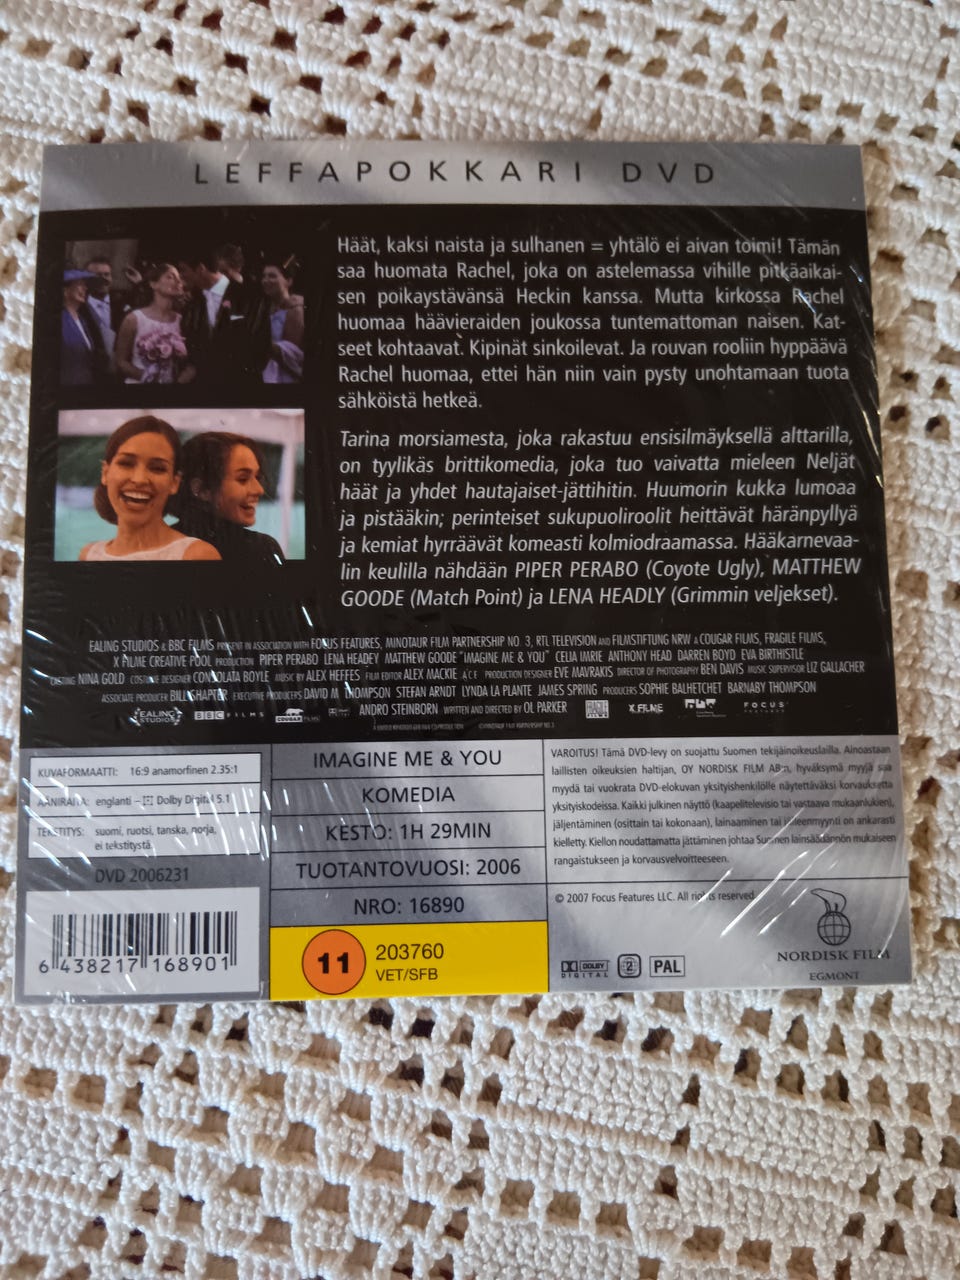 LEFFAPOKKARI DVD
Häät, kaksi naista ja sulhanen = yhtälö ei aivan toimi! Tämän
saa huomata Rachel, joka on astelemassa vihille pitkäaikai-
sen poikaystävänsä Heckin kanssa. Mutta kirkossa Rachel
huomaa häävieraiden joukossa tuntemattoman naisen. Kat-
seet kohtaavat. Kipinät sinkoilevat. Ja rouvan rooliin hyppäävä
Rachel huomaa, ettei hän niin vain pysty unohtamaan tuota
sähköistä hetkeä.
Tarina morsiamesta, joka rakastuu ensisilmäyksellä alttarilla,
on tyylikäs brittikomedia, joka tuo vaivatta mieleen Neljät
häät ja yhdet hautajaiset-jättihitin. Huumorin kukka lumoaa
ja pistääkin; perinteiset sukupuoliroolit heittävät häränpyllyä
ja kemiat hyrräävät komeasti kolmiodraamassa. Hääkarnevaa-
lin keulilla nähdään PIPER PERABO (Coyote Ugly), MATTHEW
GOODE (Match Point) ja LENA HEADLY (Grimmin veljekset).
EALING STUDIOS & BBC FILMS PRESENT IN ASSOCIATION WITH FOCUS FEATURES, MINOTAUR FILM PARTNERSHIP NO. 3, RTL TELEVISION AND FILMSTIFTUNG NRW A COUGAR FILMS, FRAGILE FILMS,
X FILME CREATIVE POOL PRODUCTION PIPER PERABO LENA HEADEY MATTHEW GOODE "IMAGINE ME & YOU" CELIA IMRIE ANTHONY HEAD DARREN BOYD EVA BIRTHISTLE
CASTING NINA GOLD COSTUME DESIGNER CONSOLATA BOYLE MUSIC BY ALEX HEFFES FILM EDITOR ALEX MACKIE A.C.E PRODUCTION DESIGNER EVE MAVRAKIS DIRECTOR OF PHOTOGRAPHY BEN DAVIS MUSIC SUPERVISOR LIZ GALLACHER
ASSOCIATE PRODUCER BILL SHAPTER EXECUTIVE PRODUCERS DAVID M THOMPSON STEFAN ARNDT LYNDA LA PLANTE JAMES SPRING PRODUCERS SOPHIE BALHETCHET BARNABY THOMPSON
ANDRO STEINBORN WRITTEN AND DIRECTED BY OL PARKER
EALING STUDIOS BBC FILMS COUGAR FILMS FRAGILE FILMS X FILME FOCUS FEATURES
KUVAFORMAATTI: 16:9 anamorfinen 2.35:1
ÄÄNIRAITA: englanti – Dolby Digital 5.1
TEKSTITYS: suomi, ruotsi, tanska, norja,
ei tekstitystä.
DVD 2006231
6 438217 168901
IMAGINE ME & YOU
KOMEDIA
KESTO: 1H 29MIN
TUOTANTOVUOSI: 2006
NRO: 16890
11 203760
VET/SFB
VAROITUS! Tämä DVD-levy on suojattu Suomen tekijäinoikeuslailla. Ainoastaan
laillisten oikeuksien haltijan, OY NORDISK FILM AB:n, hyväksymä myyjä saa
myydä tai vuokrata DVD-elokuvan yksityishenkilölle näytettäväksi korvauksetta
yksityiskodeissa. Kaikki julkinen näyttö (kaapelitelevisio tai vastaava mukaanlukien),
jäljentäminen (osittain tai kokonaan), lainaaminen tai edelleenmyynti on ankarasti
kielletty. Kiellon noudattamatta jättäminen johtaa Suomen lainsäädännön mukaiseen
rangaistukseen ja korvausvelvoitteeseen.
© 2007 Focus Features LLC. All rights reserved
DOLBY DIGITAL 2 PAL
NORDISK FILM
EGMONT